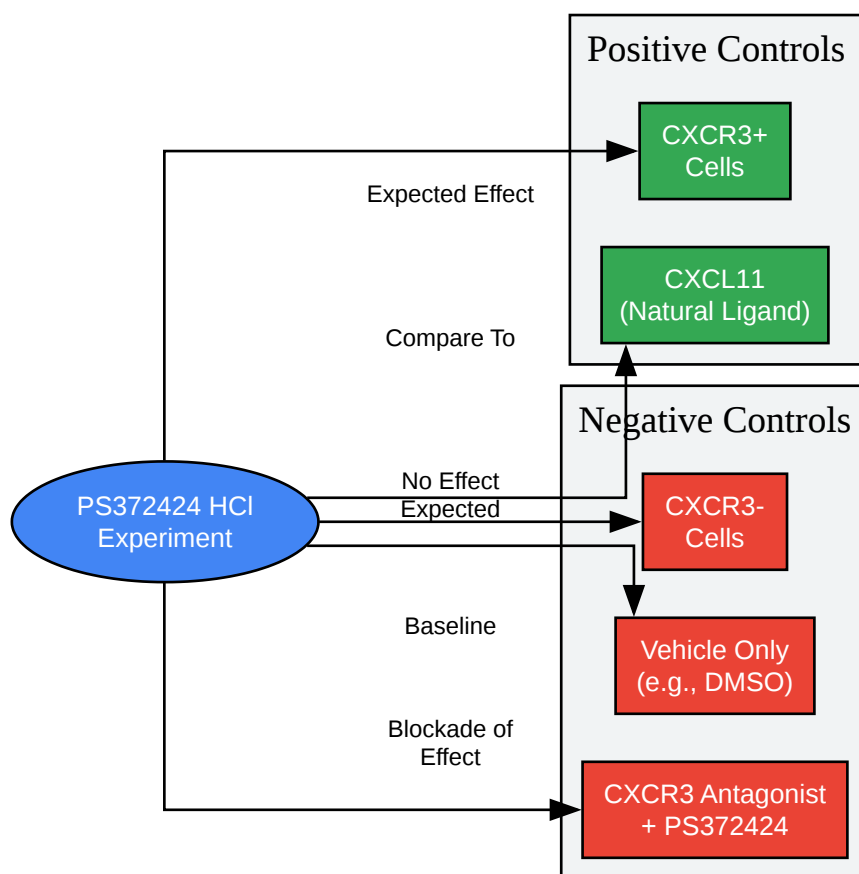 Positive Controls
CXCR3+
Cells
Expected Effect
CXCL11
(Natural Ligand)
Compare To
Negative Controls
No Effect
Expected
CXCR3-
Cells
PS372424 HCl
Experiment
Baseline
Vehicle Only
(e.g., DMSO)
Blockade of
Effect
CXCR3 Antagonist
+ PS372424